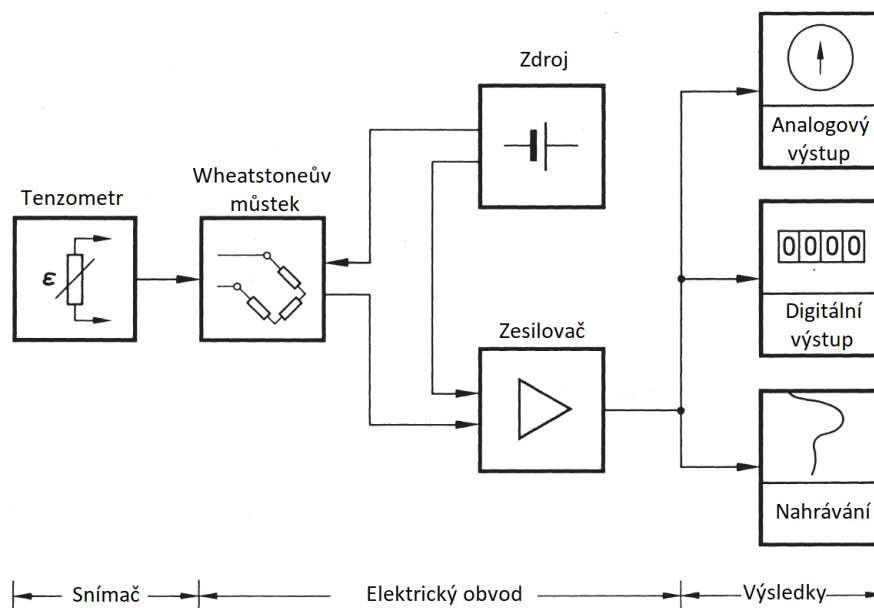 Zdroj
Analogový
výstup
Wheatstoneův
můstek
Tenzometr
ε
0000
Digitální
výstup
Zesilovač
Nahrávání
Snímač
Elektrický obvod
Výsledky